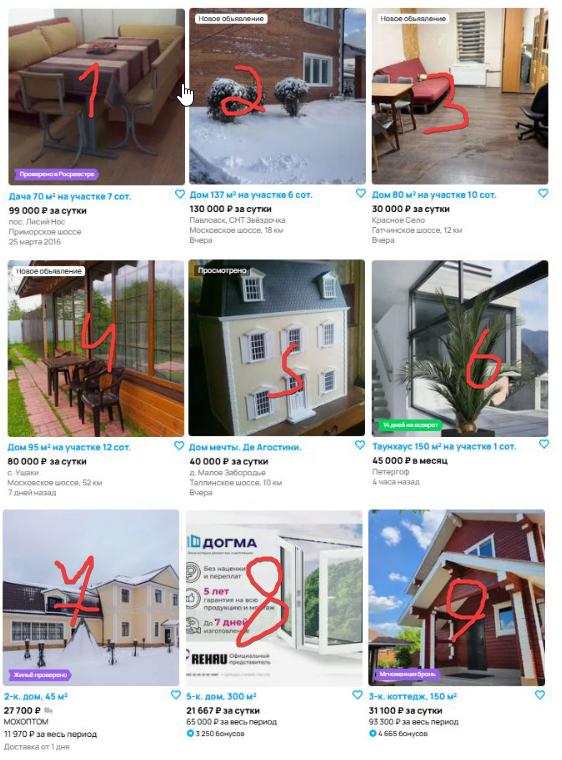 1
Проверено в Росреестре
Дача 70 м² на участке 7 сот.
99 000 ₽ за сутки
пос. Лисий Нос
Приморское шоссе
25 марта 2016
Новое объявление
2
Дом 137 м² на участке 6 сот.
130 000 ₽ за сутки
Павловск, СНТ Звёздочка
Московское шоссе, 18 км
Вчера
Новое объявление
3
Дом 80 м² на участке 10 сот.
30 000 ₽ за сутки
Красное Село
Гатчинское шоссе, 12 км
Вчера
Новое объявление
4
Дом 95 м² на участке 12 сот.
80 000 ₽ за сутки
с. Ушаки
Московское шоссе, 52 км
7 дней назад
Просмотрено
5
Дом мечты. Де Агостини.
40 000 ₽ за сутки
д. Малое Забородье
Таллинское шоссе, 10 км
Вчера
6
14 дней на возврат
Таунхаус 150 м² на участке 1 сот.
45 000 ₽ в месяц
Петергоф
4 часа назад
7
Жильё проверено
2-к. дом, 45 м²
27 700 ₽
МОХОПТОМ
11 970 ₽ за весь период
Доставка от 1 дня
ДОГМА
Без наценки
и переплат
5 лет
гарантия на всю
продукцию и монтаж
До 7 дней
изготовление
REHAU Официальный
представитель
8
5-к. дом, 300 м²
21 667 ₽ за сутки
65 000 ₽ за весь период
3 250 бонусов
9
Мгновенная бронь
3-к. коттедж, 150 м²
31 100 ₽ за сутки
93 300 ₽ за весь период
4 665 бонусов